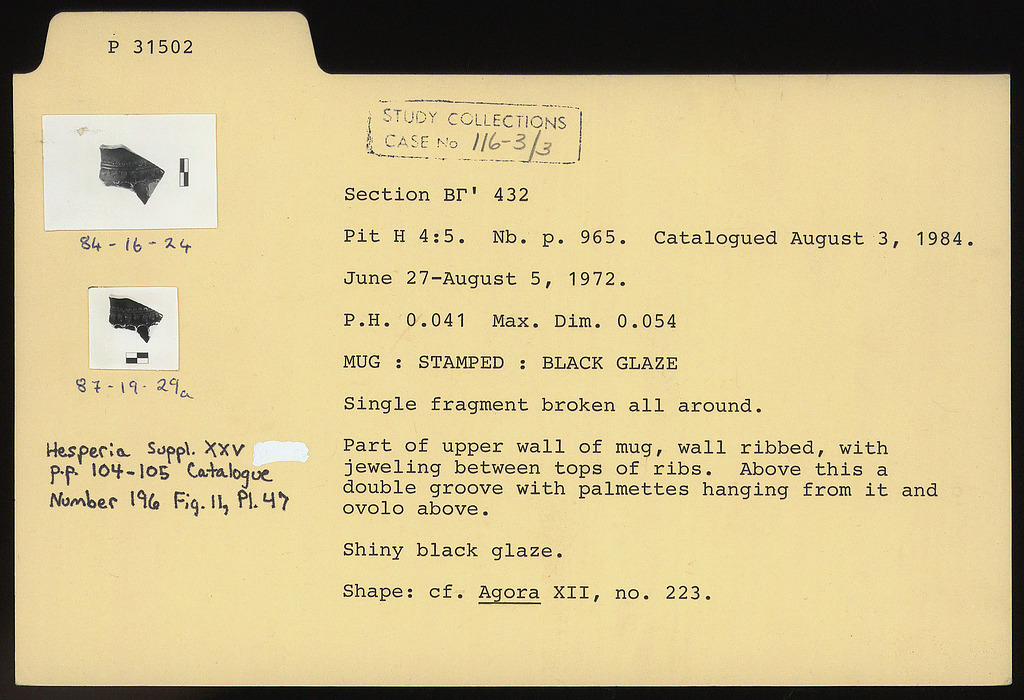 P 31502
STUDY COLLECTIONS
CASE No 116-3/3
84-16-24
87-19-29a
Hesperia Suppl. XXV
p.p. 104-105 Catalogue
Number 196 Fig. 11, Pl. 47
Section ΒΓ' 432
Pit H 4:5. Nb. p. 965. Catalogued August 3, 1984.
June 27-August 5, 1972.
P.H. 0.041 Max. Dim. 0.054
MUG : STAMPED : BLACK GLAZE
Single fragment broken all around.
Part of upper wall of mug, wall ribbed, with
jeweling between tops of ribs. Above this a
double groove with palmettes hanging from it and
ovolo above.
Shiny black glaze.
Shape: cf. Agora XII, no. 223.